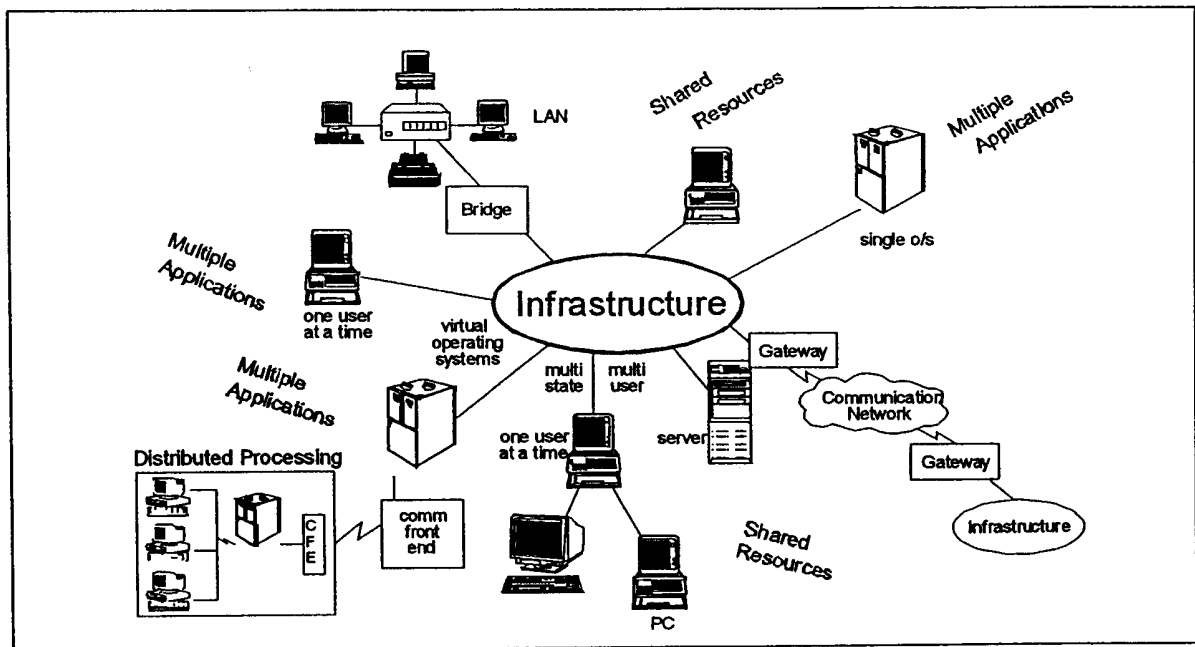 LAN
Shared
Resources
Multiple
Applications
Bridge
single o/s
Multiple
Applications
one user
at a time
Infrastructure
virtual
operating
systems
multi
state
multi
user
Gateway
Communication
Network
Gateway
Infrastructure
Multiple
Applications
one user
at a time
server
Distributed Processing
C
F
E
comm
front
end
Shared
Resources
PC